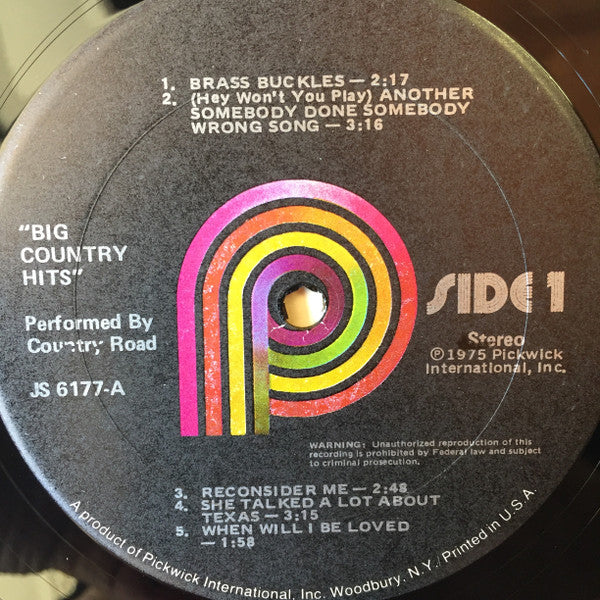 1. BRASS BUCKLES — 2:17
2. (Hey Won't You Play) ANOTHER
SOMEBODY DONE SOMEBODY
WRONG SONG — 3:16
"BIG
COUNTRY
HITS"
Performed By
Country Road
JS 6177-A
SIDE 1
Stereo
Ⓟ1975 Pickwick
International, Inc.
WARNING: Unauthorized reproduction of this
recording is prohibited by Federal law and subject
to criminal prosecution.
3. RECONSIDER ME — 2:48
4. SHE TALKED A LOT ABOUT
TEXAS — 3:15
5. WHEN WILL I BE LOVED
— 1:58
A product of Pickwick International, Inc. Woodbury, N.Y. Printed in U.S.A.